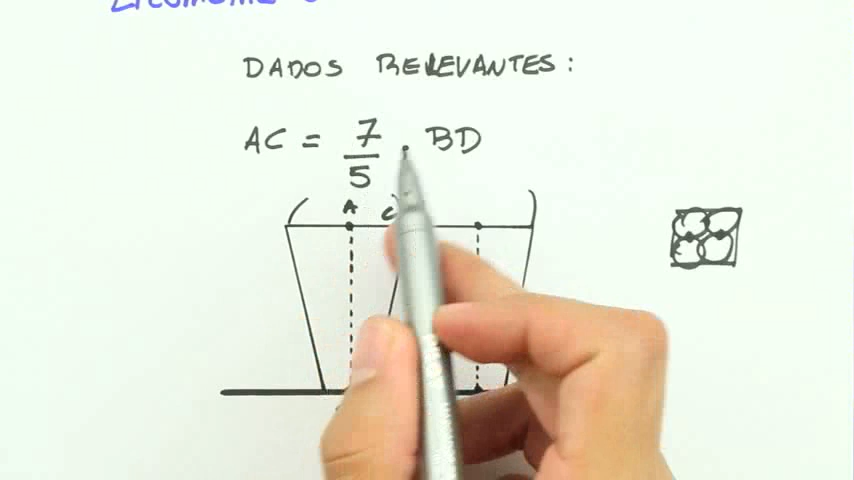 DADOS RELEVANTES:
AC = 7/5 . BD
A C